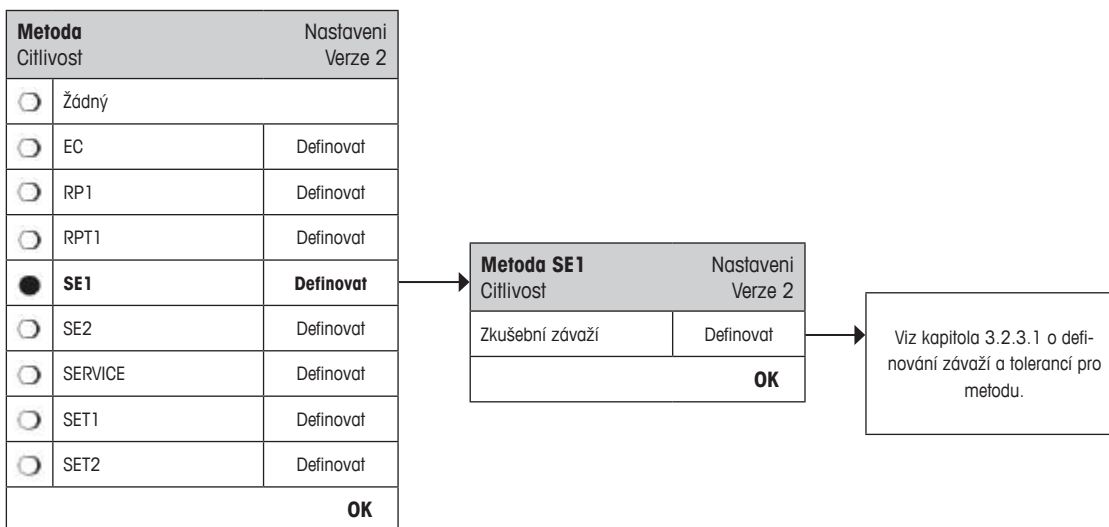 Metoda Nastaveni
Citlivost Verze 2
Žádný
EC Definovat
RP1 Definovat
RPT1 Definovat
SE1 Definovat
SE2 Definovat
SERVICE Definovat
SET1 Definovat
SET2 Definovat
OK
Metoda SE1 Nastaveni
Citlivost Verze 2
Zkušební závaží Definovat
OK
Viz kapitola 3.2.3.1 o defi-
nování závaží a tolerancí pro
metodu.